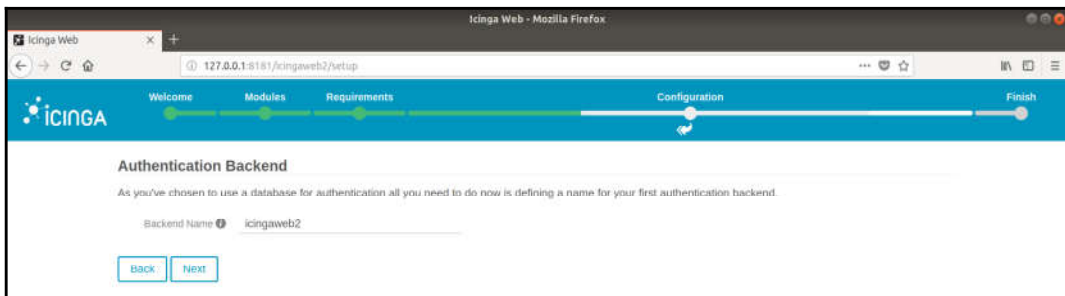 Icinga Web - Mozilla Firefox
Icinga Web
127.0.0.1:8181/icingaweb2/setup
Welcome Modules Requirements Configuration Finish
ICINGA
Authentication Backend
As you've chosen to use a database for authentication all you need to do now is defining a name for your first authentication backend.
Backend Name icingaweb2
Back Next